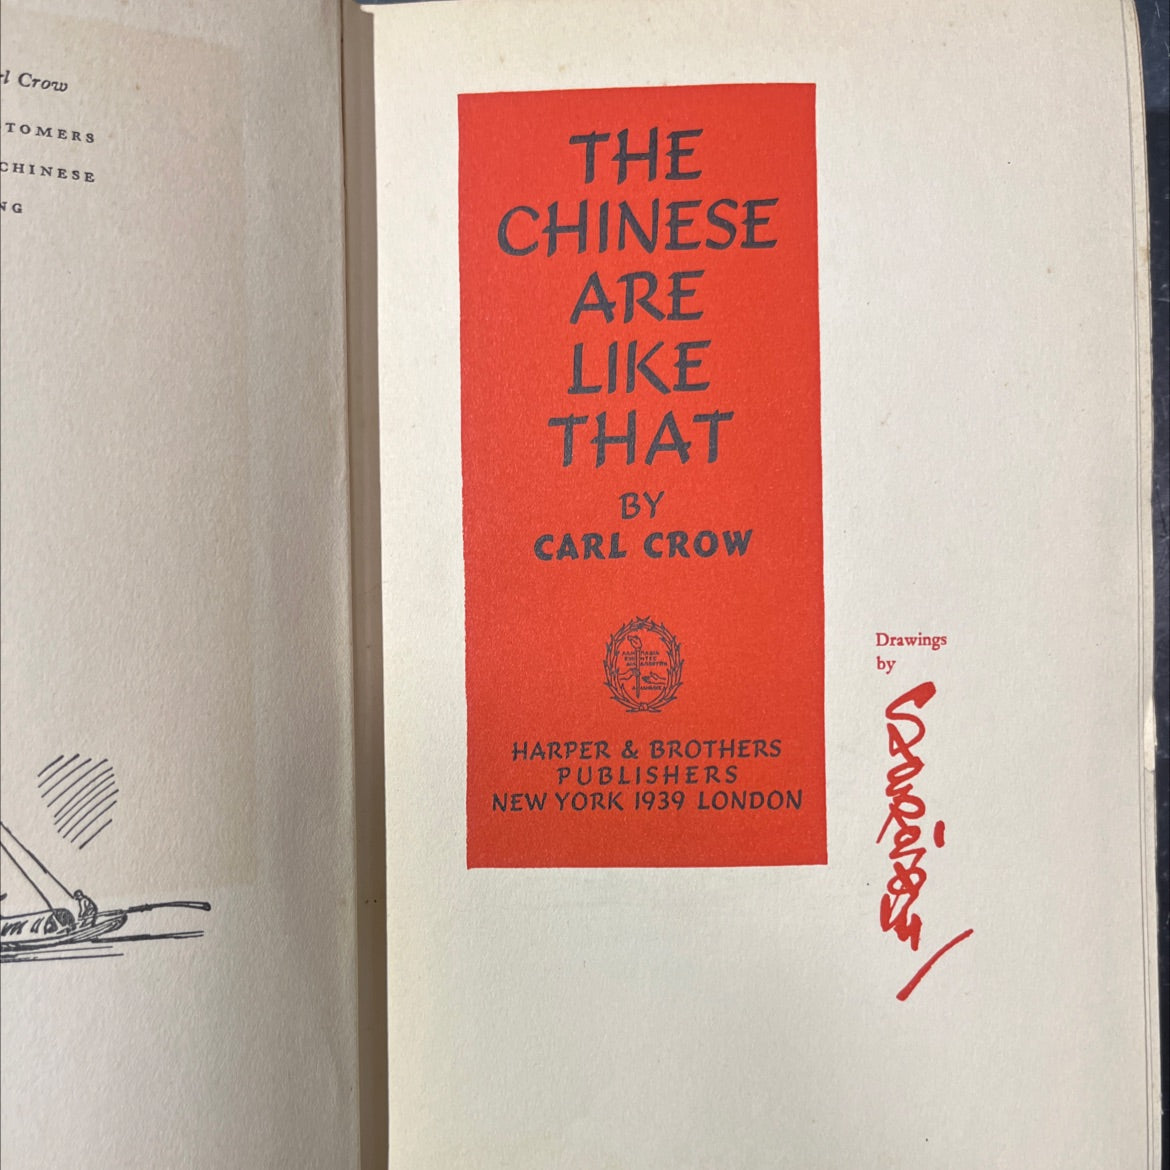 rl Crow
TOMERS
CHINESE
NG
THE
CHINESE
ARE
LIKE
THAT
BY
CARL CROW
HARPER & BROTHERS
PUBLISHERS
NEW YORK 1939 LONDON
Drawings
by